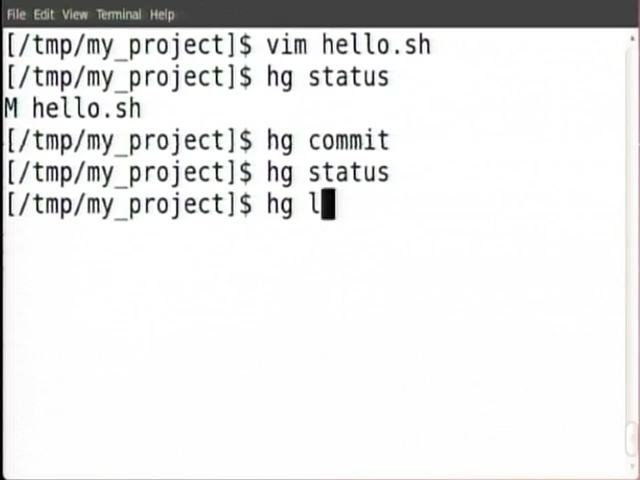 File Edit View Terminal Help
[/tmp/my_project]$ vim hello.sh
[/tmp/my_project]$ hg status
M hello.sh
[/tmp/my_project]$ hg commit
[/tmp/my_project]$ hg status
[/tmp/my_project]$ hg l